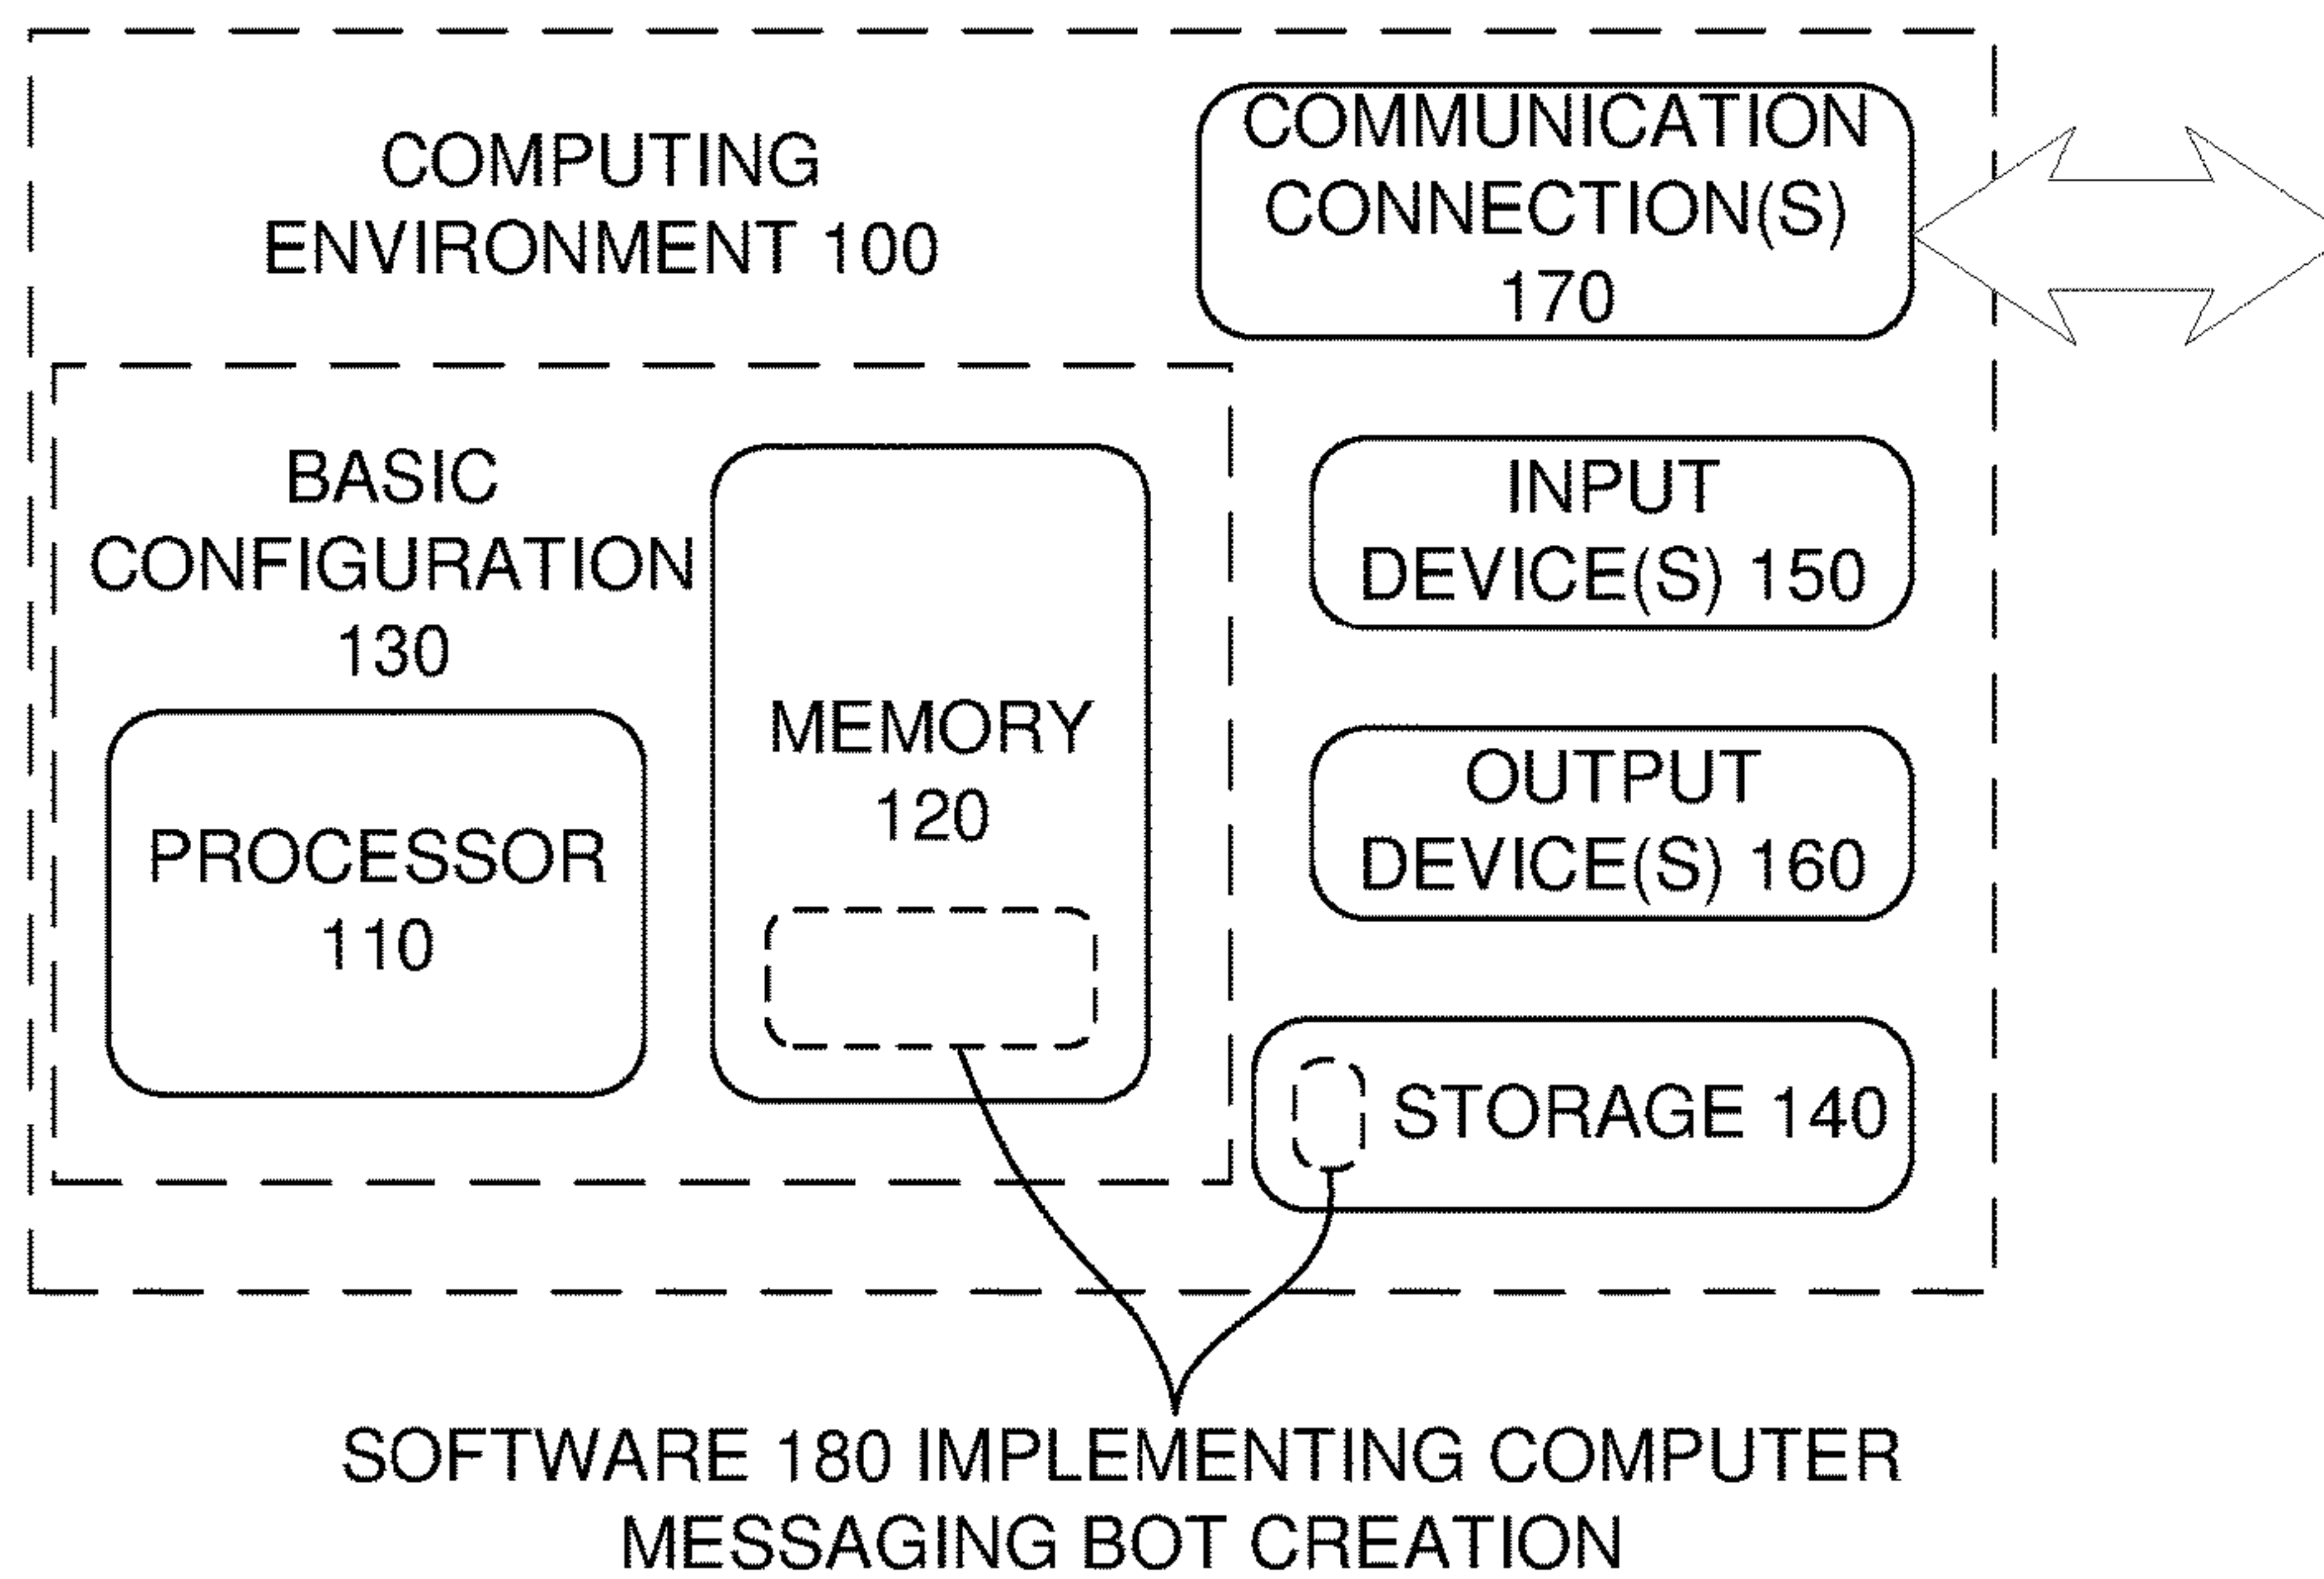 COMPUTING
ENVIRONMENT 100
COMMUNICATION
CONNECTION(S)
170
BASIC
CONFIGURATION
130
PROCESSOR
110
MEMORY
120
INPUT
DEVICE(S) 150
OUTPUT
DEVICE(S) 160
STORAGE 140
SOFTWARE 180 IMPLEMENTING COMPUTER
MESSAGING BOT CREATION